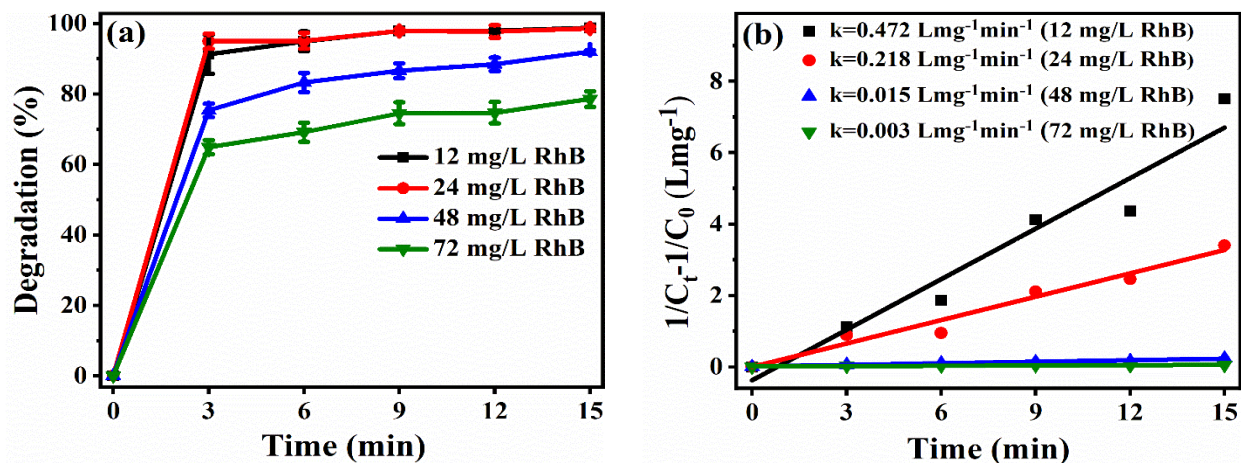 (a)
Degradation (%)
100
80
60
40
20
0
12 mg/L RhB
24 mg/L RhB
48 mg/L RhB
72 mg/L RhB
0 3 6 9 12 15
Time (min)
(b)
1/Cₜ-1/C₀ (Lmg⁻¹)
8
6
4
2
0
k=0.472 Lmg⁻¹min⁻¹ (12 mg/L RhB)
k=0.218 Lmg⁻¹min⁻¹ (24 mg/L RhB)
k=0.015 Lmg⁻¹min⁻¹ (48 mg/L RhB)
k=0.003 Lmg⁻¹min⁻¹ (72 mg/L RhB)
0 3 6 9 12 15
Time (min)